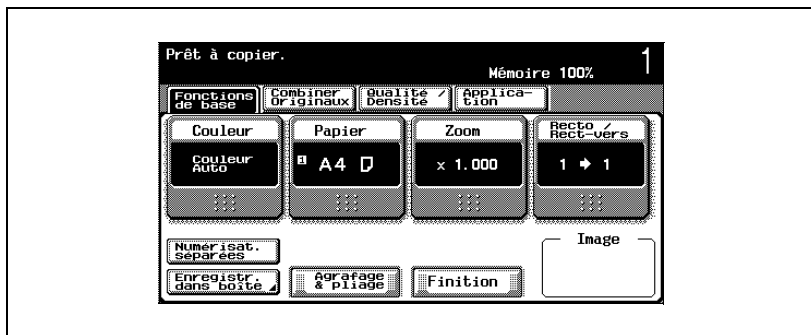 Prêt à copier.
1
Mémoire 100%
Fonctions
de base
Combiner
Originaux
Qualité /
Densité
Applica-
tion
Couleur
Papier
Zoom
Recto /
Rect-vers
Couleur
Auto
1 A4
x 1.000
1 ➔ 1
Numérisat.
séparées
Image
Enregistr.
dans boîte
Agrafage
& pliage
Finition